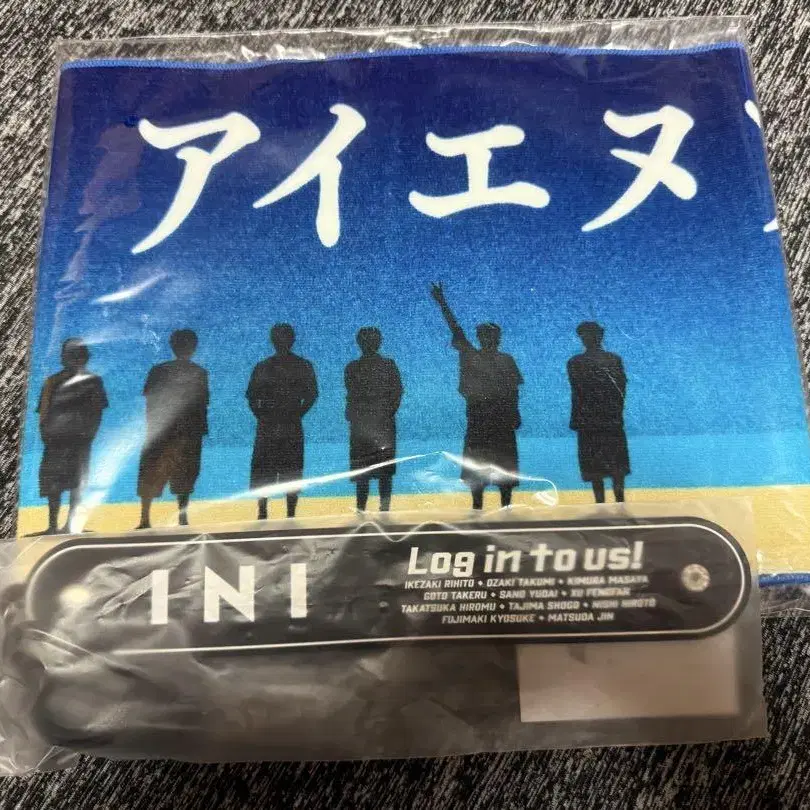 アイエヌ
INI
Log in to us!
IKEZAKI RIHITO ◆ OZAKI TAKUMI ◆ KIMURA MASAYA
GOTO TAKERU ◆ SANO YUDAI ◆ XU FENGFAN
TAKATSUKA HIROMU ◆ TAJIMA SHOGO ◆ NISHI HIROTO
FUJIMAKI KYOSUKE ◆ MATSUDA JIN